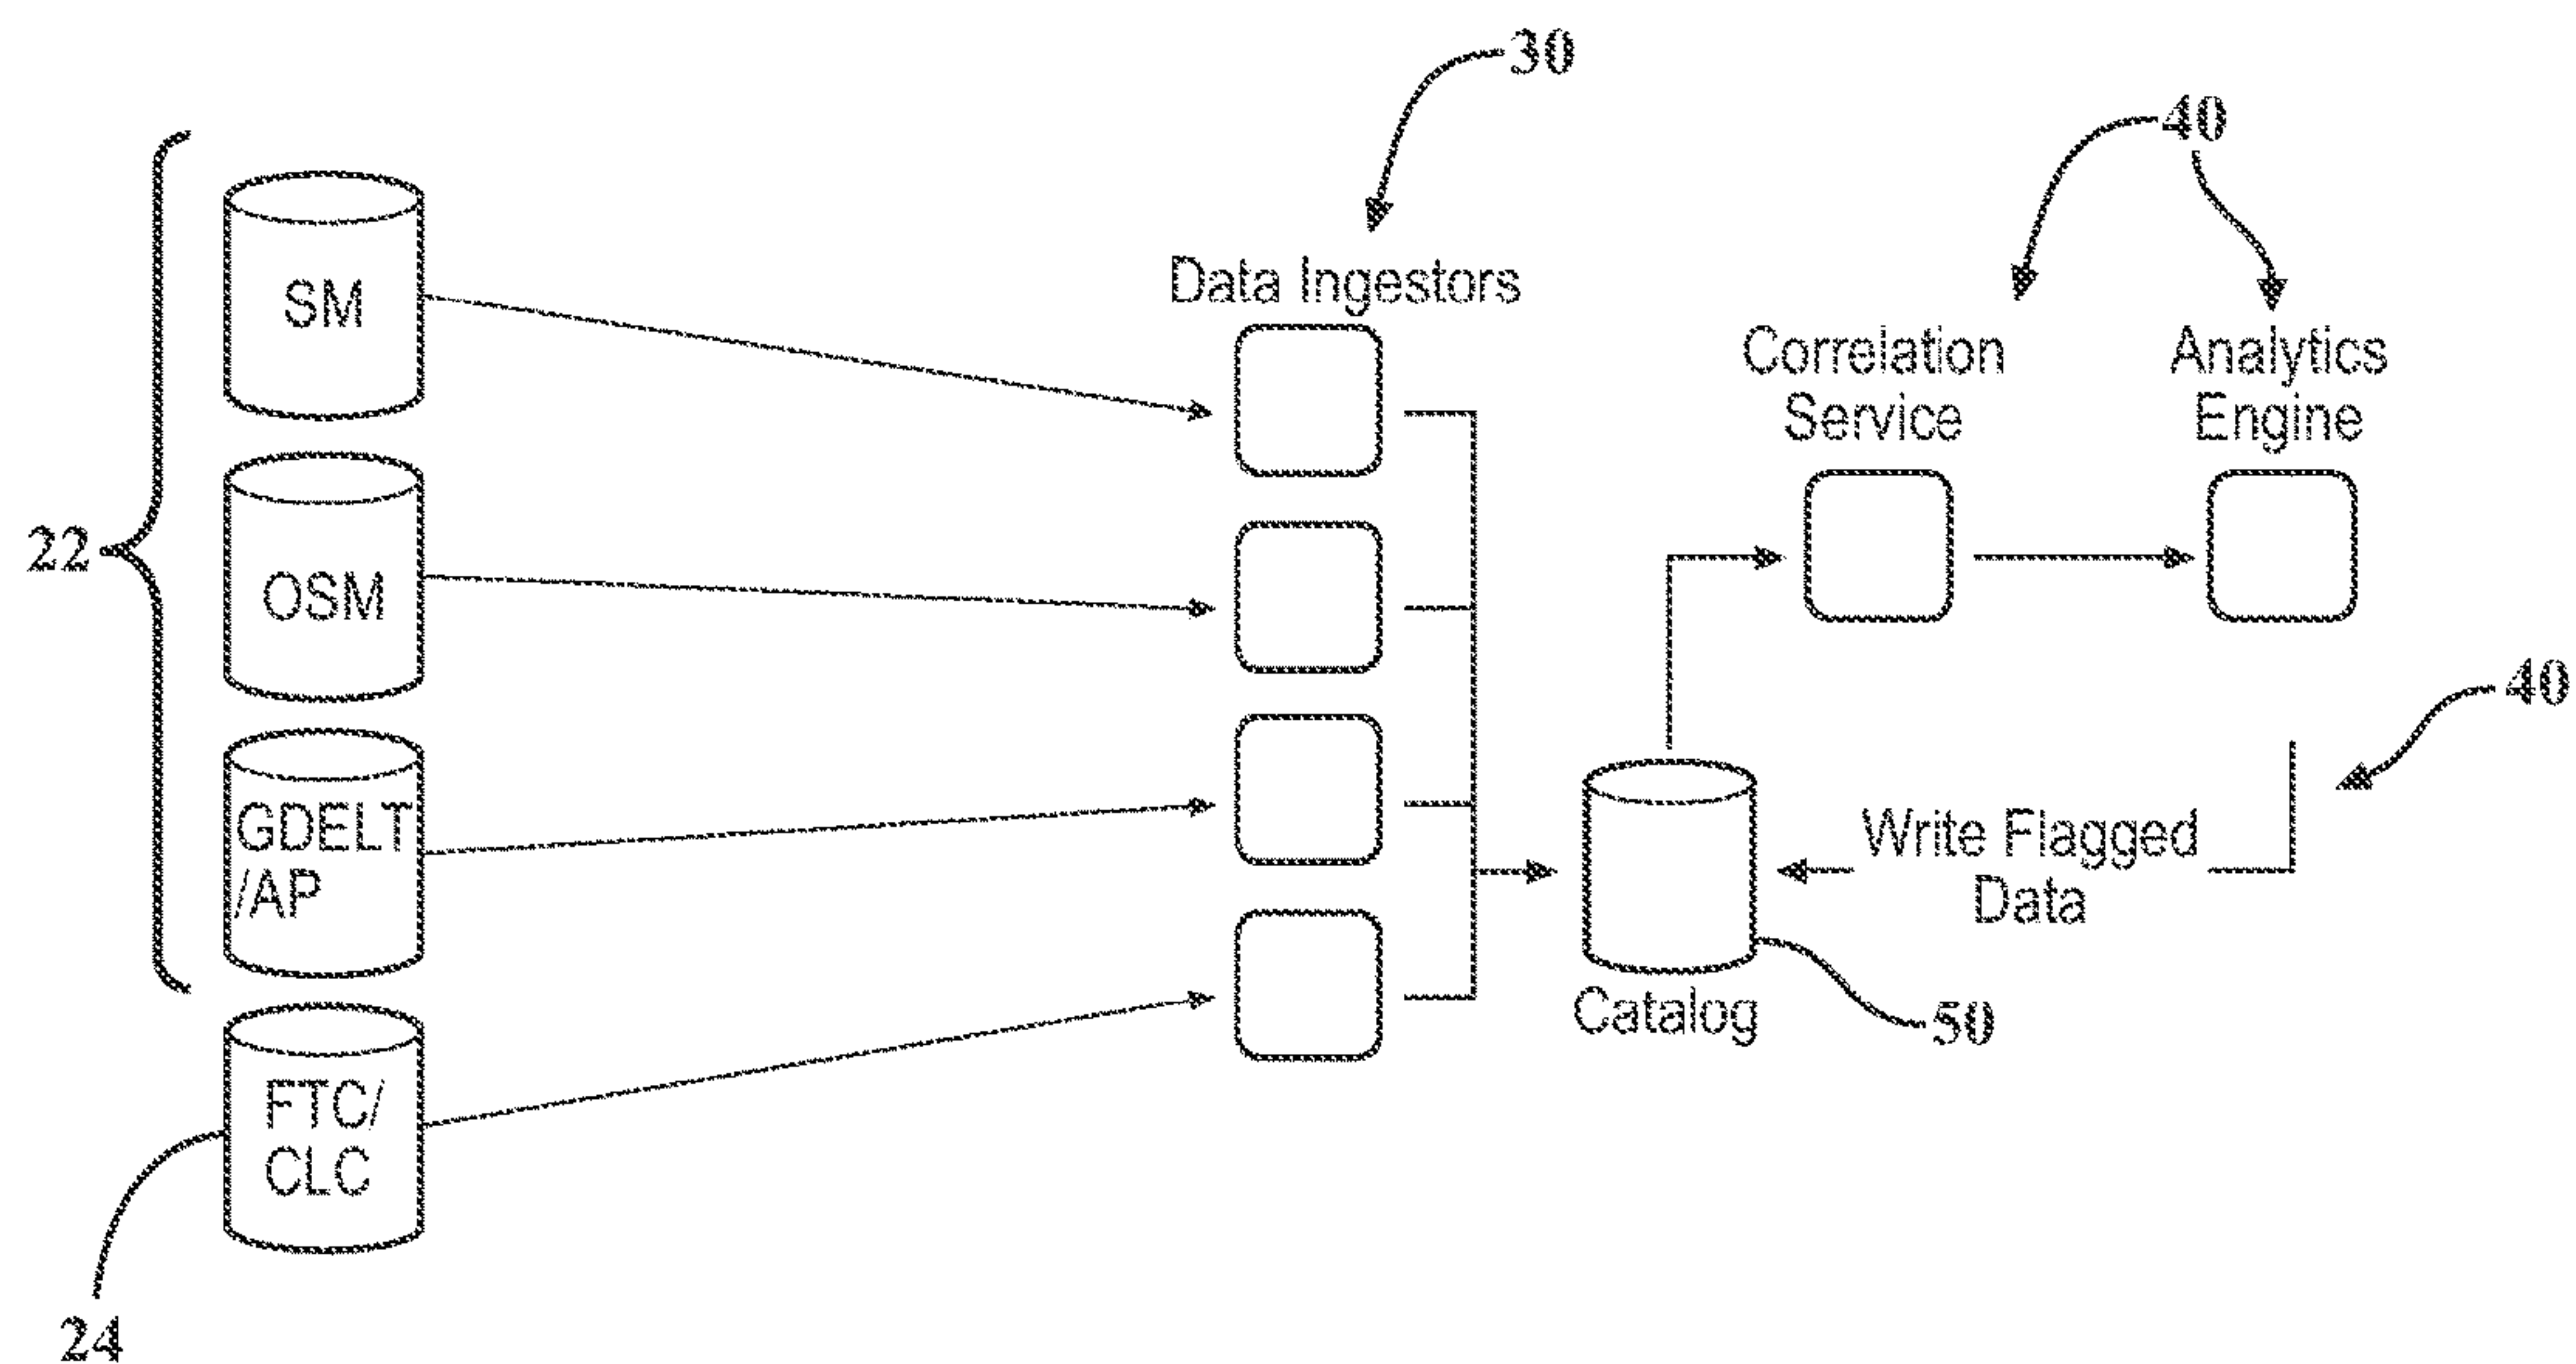 30
40
SM
Data Ingestors
Correlation
Service
Analytics
Engine
22
OSM
40
GDELT
/AP
Write Flagged
Data
Catalog
50
FTC/
CLC
24